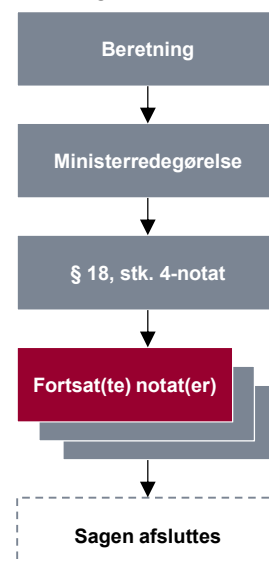 Beretning
Ministerredegørelse
§ 18, stk. 4-notat
Fortsat(te) notat(er)
Sagen afsluttes